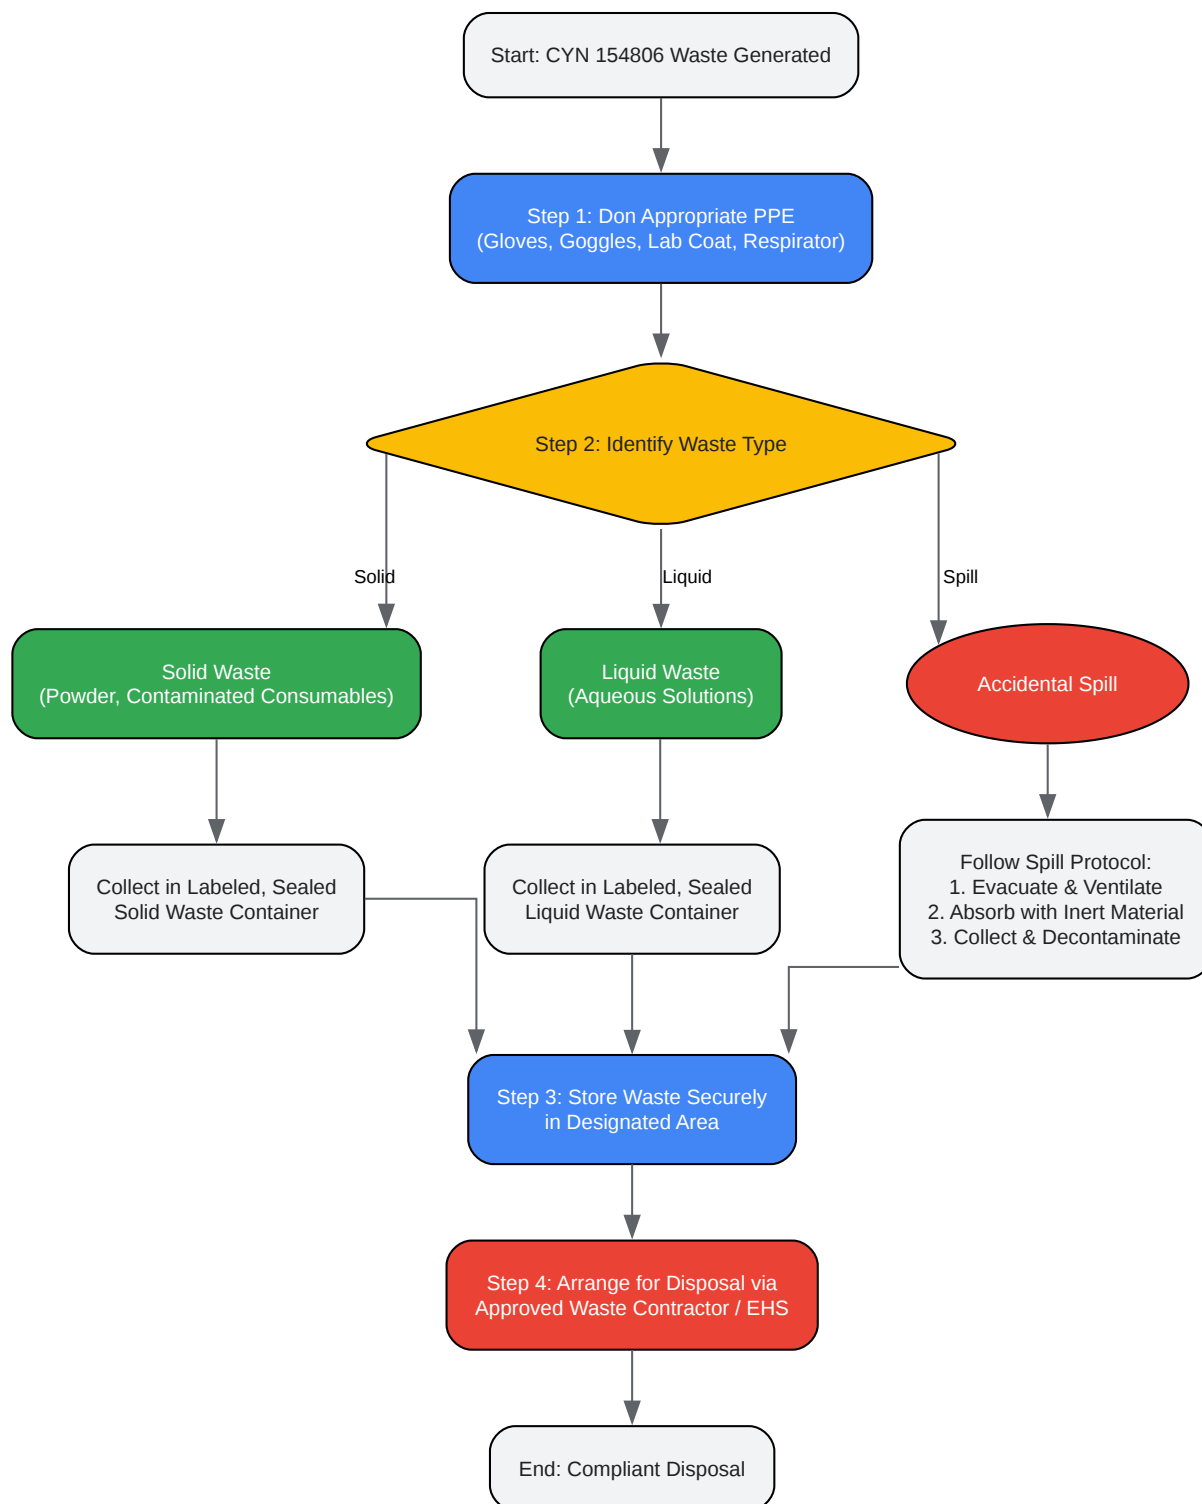 Start: CYN 154806 Waste Generated
Step 1: Don Appropriate PPE
(Gloves, Goggles, Lab Coat, Respirator)
Step 2: Identify Waste Type
Solid
Liquid
Spill
Solid Waste
(Powder, Contaminated Consumables)
Liquid Waste
(Aqueous Solutions)
Accidental Spill
Collect in Labeled, Sealed
Solid Waste Container
Collect in Labeled, Sealed
Liquid Waste Container
Follow Spill Protocol:
1. Evacuate & Ventilate
2. Absorb with Inert Material
3. Collect & Decontaminate
Step 3: Store Waste Securely
in Designated Area
Step 4: Arrange for Disposal via
Approved Waste Contractor / EHS
End: Compliant Disposal